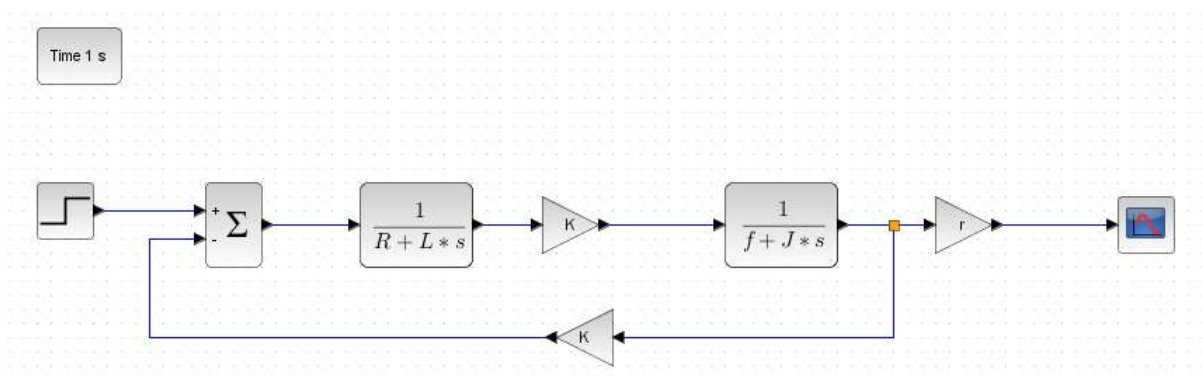 Time 1 s
+
-
Σ
1
R + L * s
K
1
f + J * s
r
K